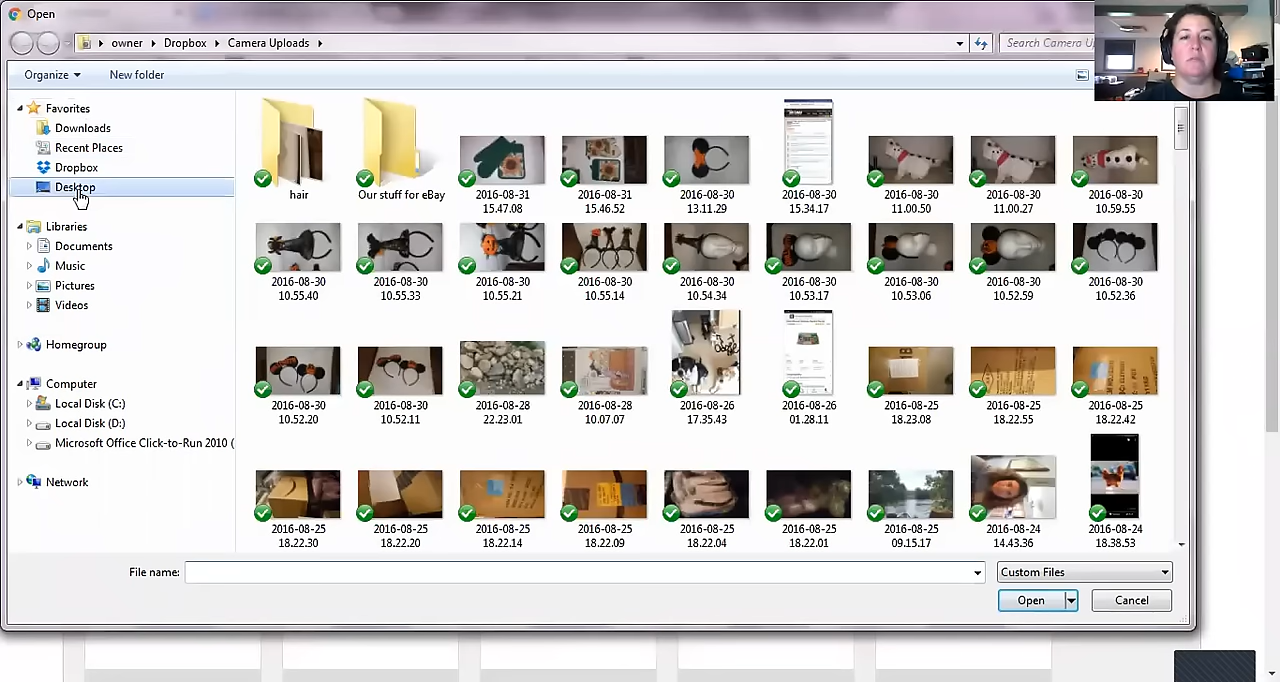 Open
owner Dropbox Camera Uploads
Search Camera U
Organize New folder
Favorites
Downloads
Recent Places
Dropbox
Desktop
Libraries
Documents
Music
Pictures
Videos
Homegroup
Computer
Local Disk (C:)
Local Disk (D:)
Microsoft Office Click-to-Run 2010 (
Network
hair
Our stuff for eBay
2016-08-31
15.47.08
2016-08-31
15.46.52
2016-08-30
13.11.29
2016-08-30
15.34.17
2016-08-30
11.00.50
2016-08-30
11.00.27
2016-08-30
10.59.55
2016-08-30
10.55.40
2016-08-30
10.55.33
2016-08-30
10.55.21
2016-08-30
10.55.14
2016-08-30
10.54.34
2016-08-30
10.53.17
2016-08-30
10.53.06
2016-08-30
10.52.59
2016-08-30
10.52.36
2016-08-30
10.52.20
2016-08-30
10.52.11
2016-08-28
22.23.01
2016-08-28
10.07.07
2016-08-26
17.35.43
2016-08-26
01.28.11
2016-08-25
18.23.08
2016-08-25
18.22.55
2016-08-25
18.22.42
2016-08-25
18.22.30
2016-08-25
18.22.20
2016-08-25
18.22.14
2016-08-25
18.22.09
2016-08-25
18.22.04
2016-08-25
18.22.01
2016-08-25
09.15.17
2016-08-24
14.43.36
2016-08-24
18.38.53
File name:
Custom Files
Open
Cancel